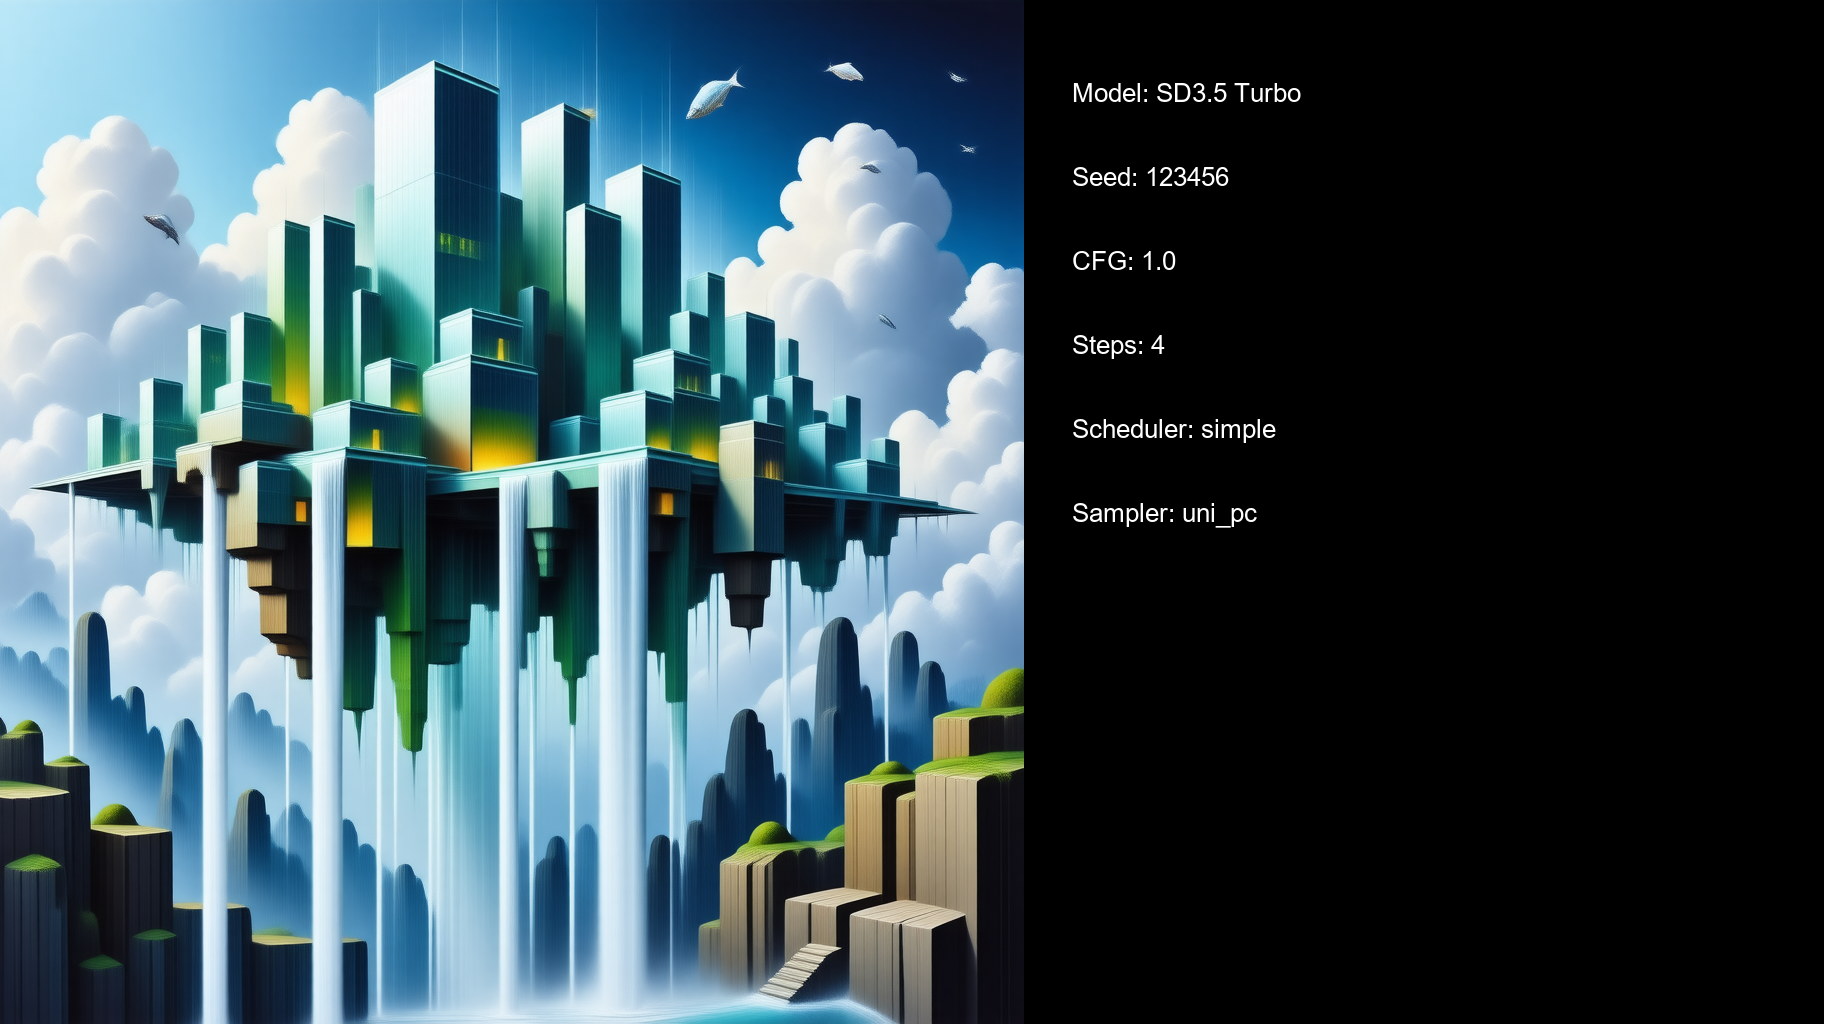 Model: SD3.5 Turbo
Seed: 123456
CFG: 1.0
Steps: 4
Scheduler: simple
Sampler: uni_pc